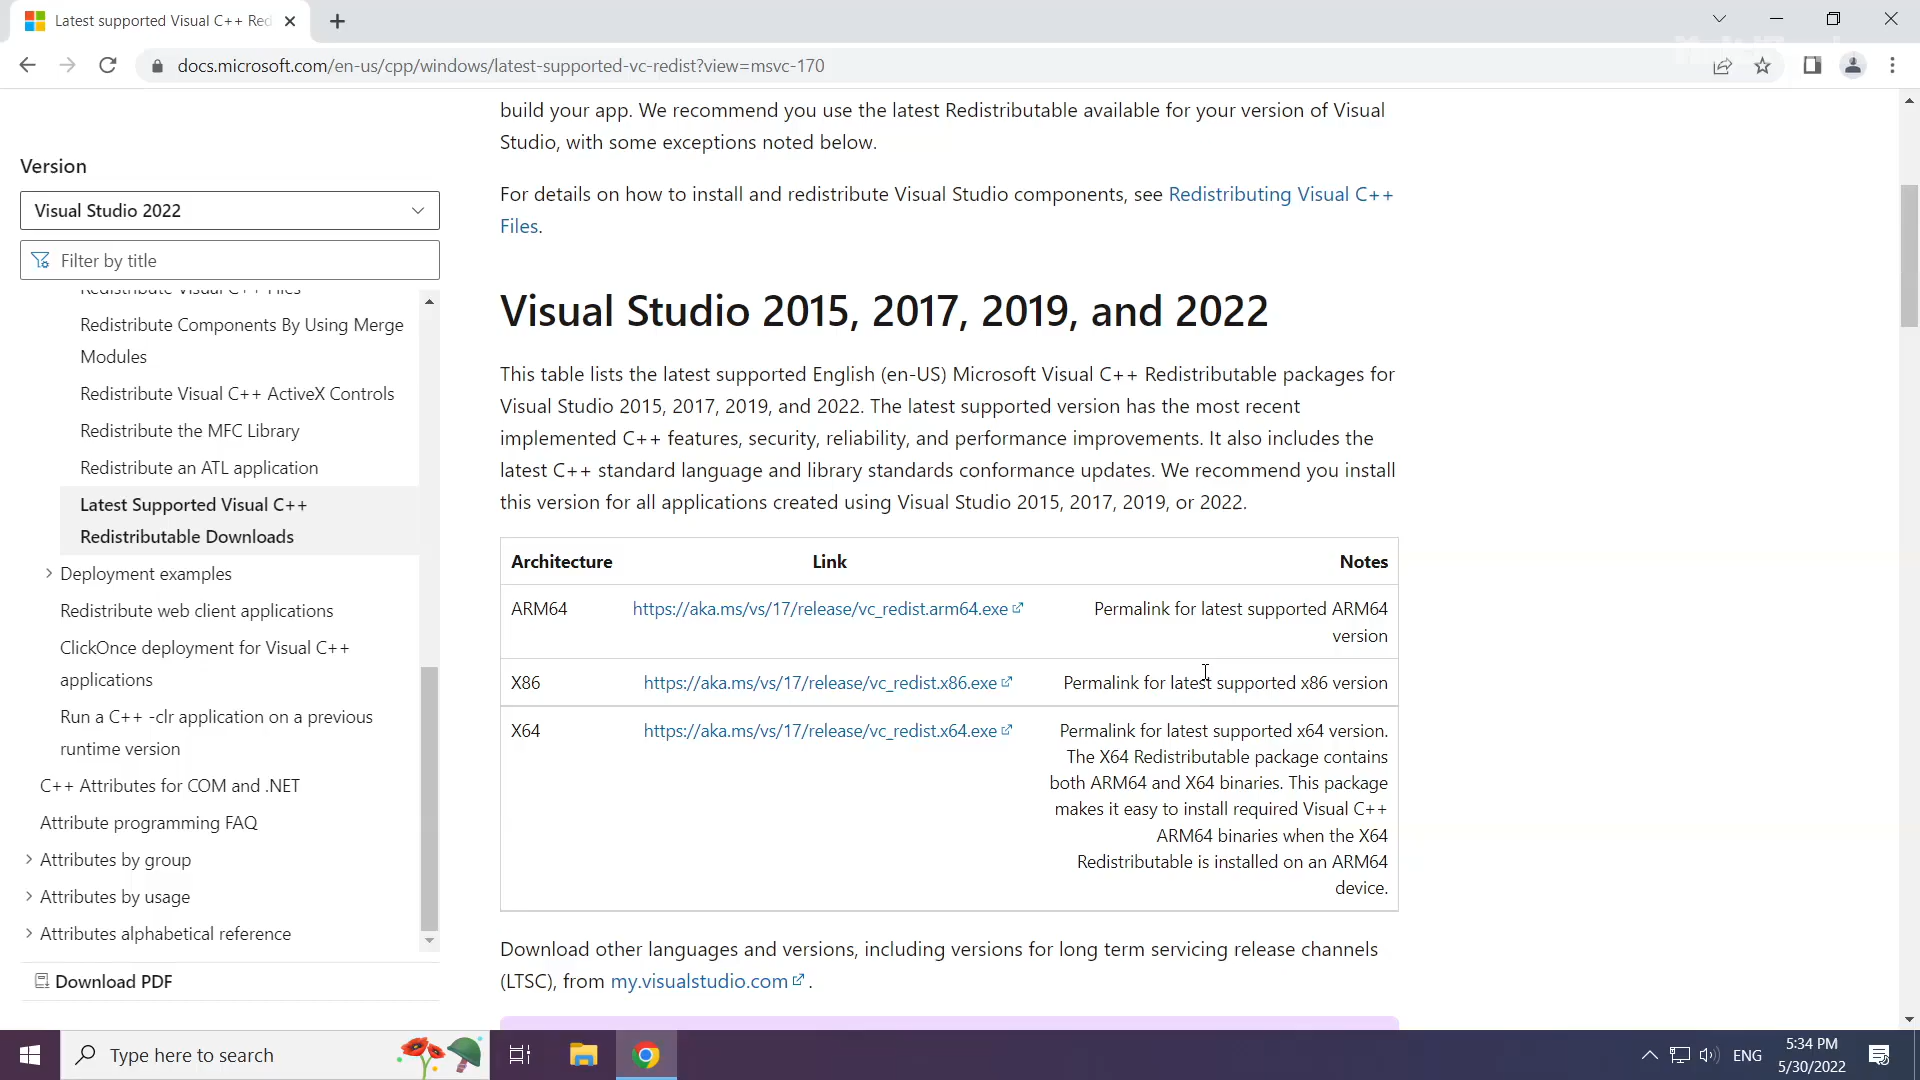 Latest supported Visual C++ Red
docs.microsoft.com/en-us/cpp/windows/latest-supported-vc-redist?view=msvc-170
Version
Visual Studio 2022
Filter by title
Redistribute Visual C++ Files
Redistribute Components By Using Merge
Modules
Redistribute Visual C++ ActiveX Controls
Redistribute the MFC Library
Redistribute an ATL application
Latest Supported Visual C++
Redistributable Downloads
Deployment examples
Redistribute web client applications
ClickOnce deployment for Visual C++
applications
Run a C++ -clr application on a previous
runtime version
C++ Attributes for COM and .NET
Attribute programming FAQ
Attributes by group
Attributes by usage
Attributes alphabetical reference
Download PDF
build your app. We recommend you use the latest Redistributable available for your version of Visual
Studio, with some exceptions noted below.
For details on how to install and redistribute Visual Studio components, see Redistributing Visual C++
Files.
Visual Studio 2015, 2017, 2019, and 2022
This table lists the latest supported English (en-US) Microsoft Visual C++ Redistributable packages for
Visual Studio 2015, 2017, 2019, and 2022. The latest supported version has the most recent
implemented C++ features, security, reliability, and performance improvements. It also includes the
latest C++ standard language and library standards conformance updates. We recommend you install
this version for all applications created using Visual Studio 2015, 2017, 2019, or 2022.
Architecture Link Notes
ARM64 https://aka.ms/vs/17/release/vc_redist.arm64.exe Permalink for latest supported ARM64
version
X86 https://aka.ms/vs/17/release/vc_redist.x86.exe Permalink for latest supported x86 version
X64 https://aka.ms/vs/17/release/vc_redist.x64.exe Permalink for latest supported x64 version.
The X64 Redistributable package contains
both ARM64 and X64 binaries. This package
makes it easy to install required Visual C++
ARM64 binaries when the X64
Redistributable is installed on an ARM64
device.
Download other languages and versions, including versions for long term servicing release channels
(LTSC), from my.visualstudio.com .
Type here to search
ENG
5:34 PM
5/30/2022